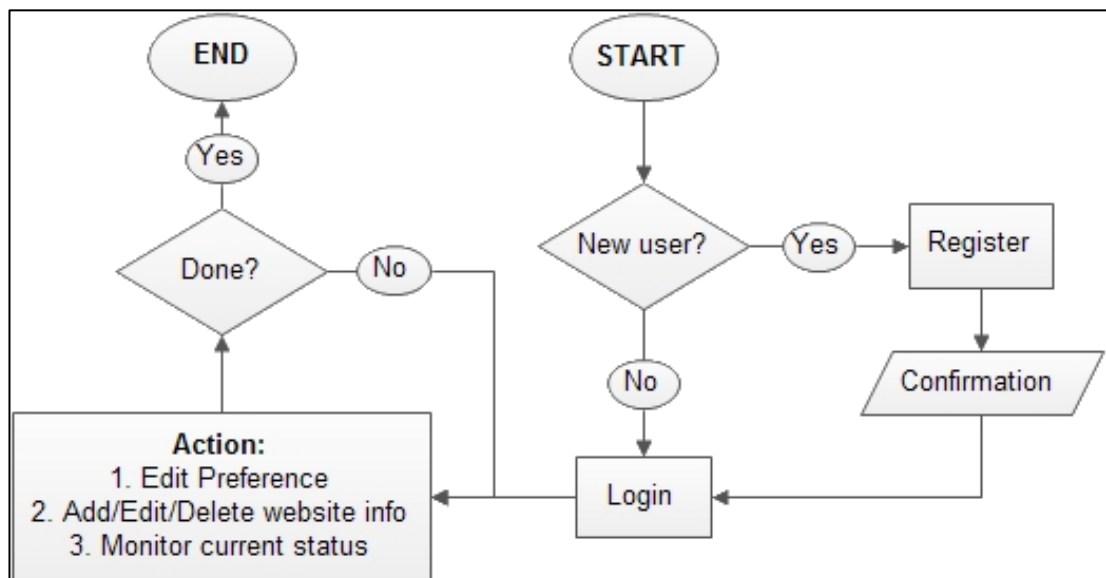 END
START
Yes
Done?
No
New user?
Yes
Register
No
Confirmation
Action:
1. Edit Preference
2. Add/Edit/Delete website info
3. Monitor current status
Login